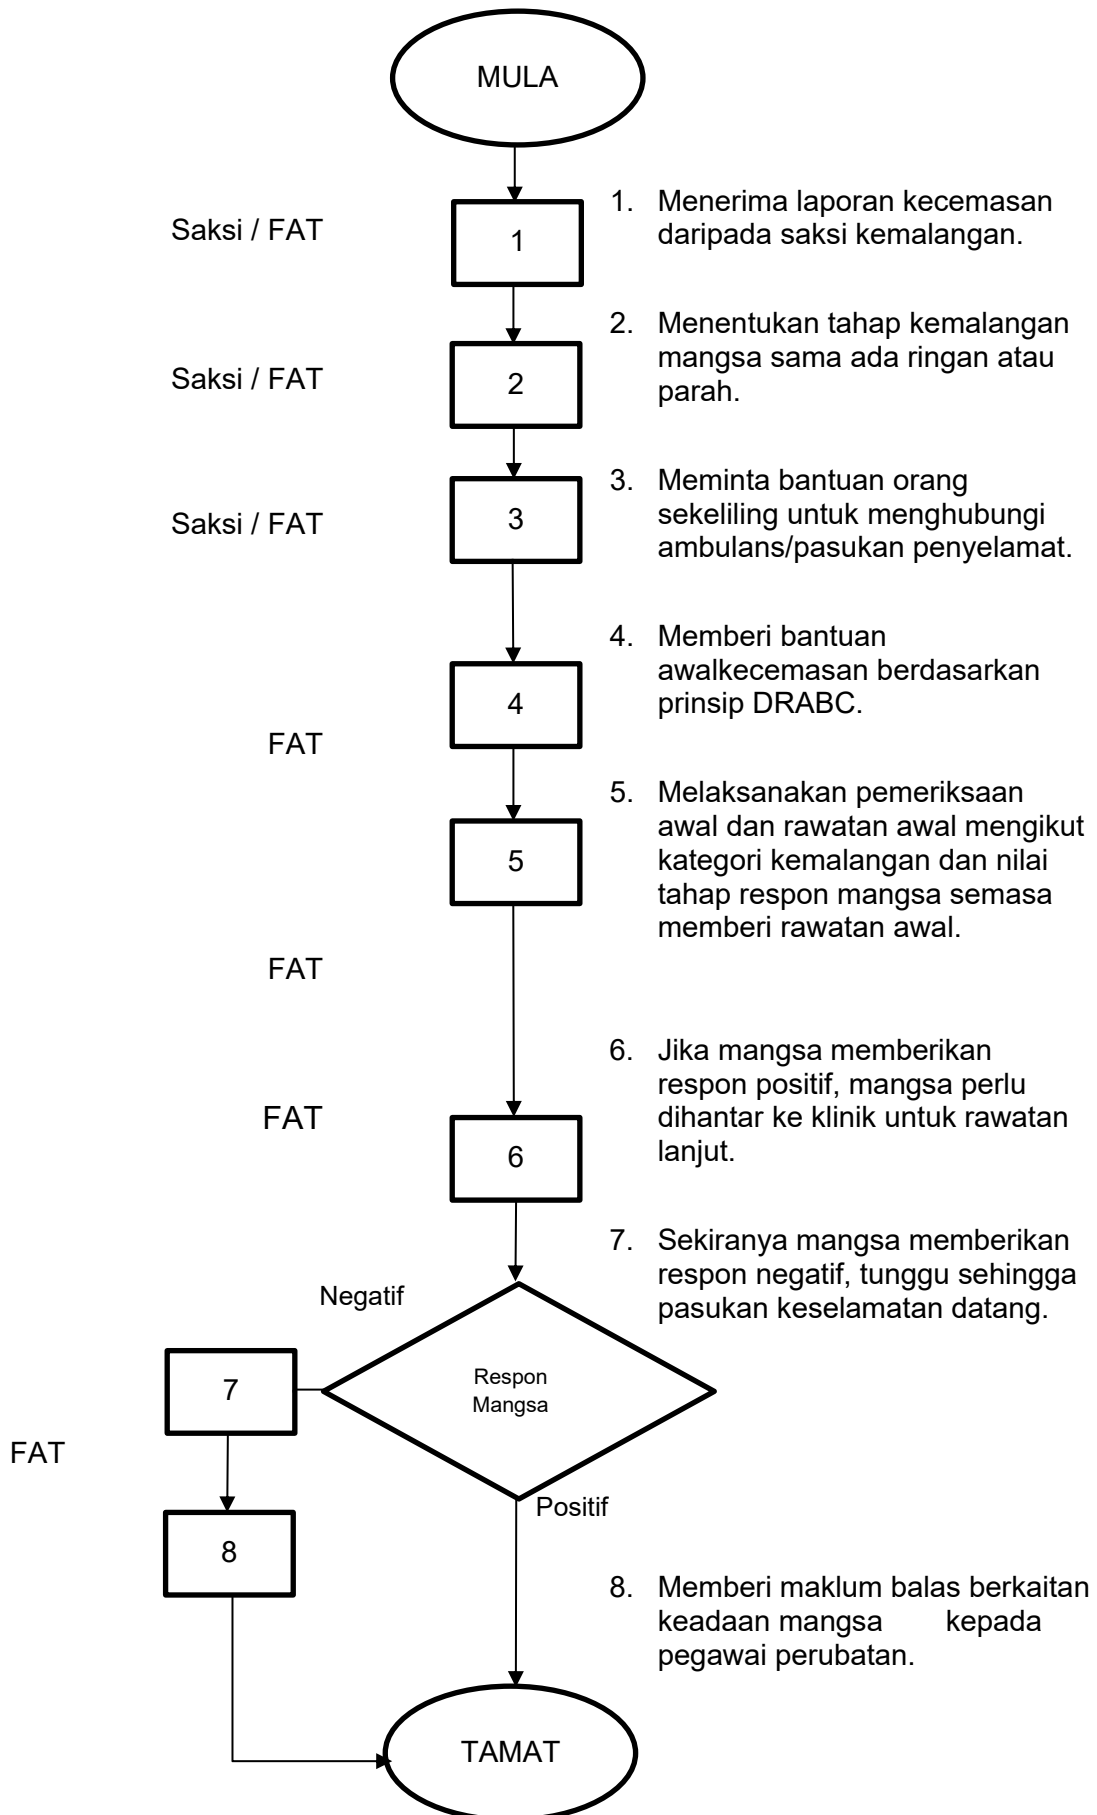 MULA
Saksi / FAT
1
1. Menerima laporan kecemasan
daripada saksi kemalangan.
Saksi / FAT
2
2. Menentukan tahap kemalangan
mangsa sama ada ringan atau
parah.
Saksi / FAT
3
3. Meminta bantuan orang
sekeliling untuk menghubungi
ambulans/pasukan penyelamat.
4
4. Memberi bantuan
awalkecemasan berdasarkan
prinsip DRABC.
FAT
5
5. Melaksanakan pemeriksaan
awal dan rawatan awal mengikut
kategori kemalangan dan nilai
tahap respon mangsa semasa
memberi rawatan awal.
FAT
FAT
6
6. Jika mangsa memberikan
respon positif, mangsa perlu
dihantar ke klinik untuk rawatan
lanjut.
7. Sekiranya mangsa memberikan
respon negatif, tunggu sehingga
pasukan keselamatan datang.
Negatif
7
Respon
Mangsa
FAT
Positif
8
8. Memberi maklum balas berkaitan
keadaan mangsa kepada
pegawai perubatan.
TAMAT